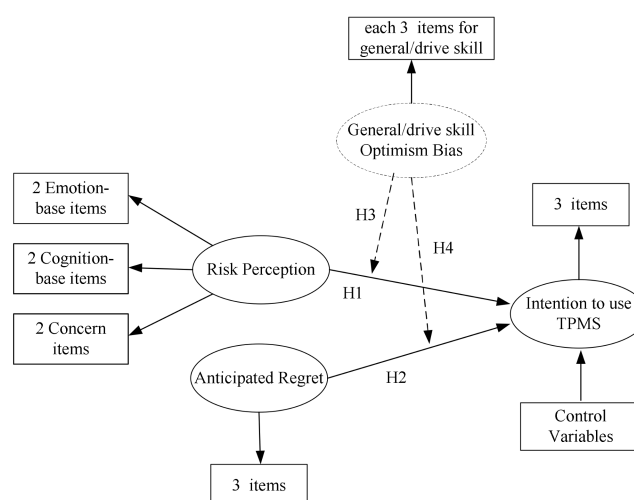 each 3 items for
general/drive skill
General/drive skill
Optimism Bias
2 Emotion-
base items
H3
3 items
H4
2 Cognition-
base items
Risk Perception
H1
Intention to use
TPMS
2 Concern
items
Anticipated Regret
H2
Control
Variables
3 items